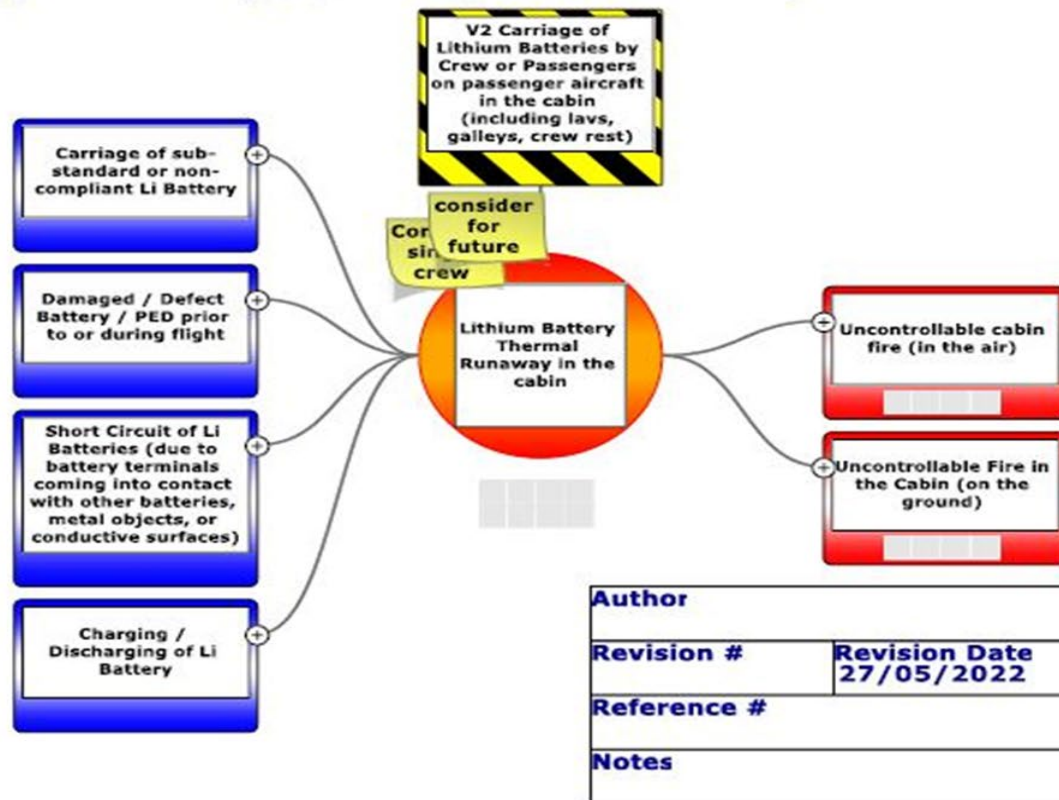 V2 Carriage of
Lithium Batteries by
Crew or Passengers
on passenger aircraft
in the cabin
(including lavs,
galleys, crew rest)
Carriage of sub-
standard or non-
compliant Li Battery
consider
for
future
crew
Damaged / Defect
Battery / PED prior
to or during flight
Lithium Battery
Thermal
Runaway in the
cabin
Uncontrollable cabin
fire (in the air)
Short Circuit of Li
Batteries (due to
battery terminals
coming into contact
with other batteries,
metal objects, or
conductive surfaces)
Uncontrollable Fire in
the Cabin (on the
ground)
Charging /
Discharging of Li
Battery
Author
Revision #
Revision Date
27/05/2022
Reference #
Notes